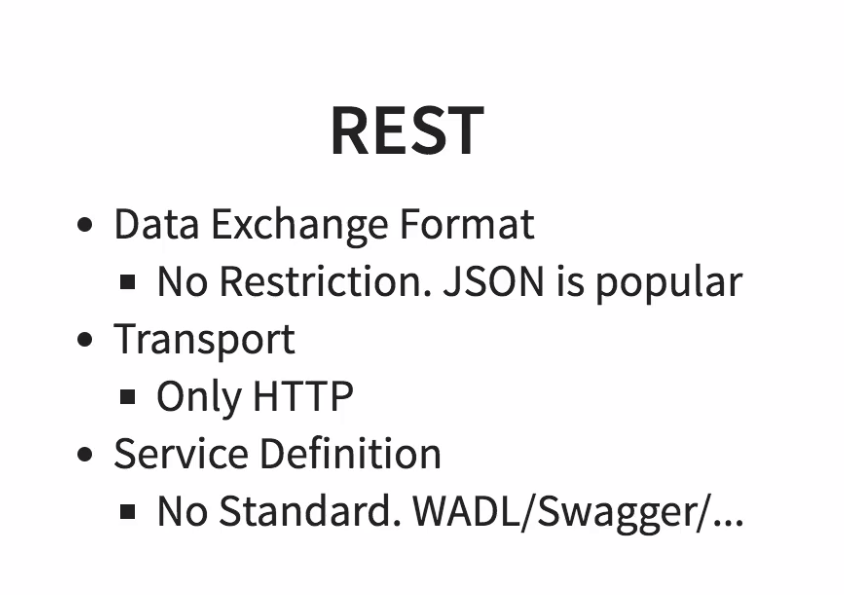 REST
• Data Exchange Format
▪ No Restriction. JSON is popular
• Transport
▪ Only HTTP
• Service Definition
▪ No Standard. WADL/Swagger/...